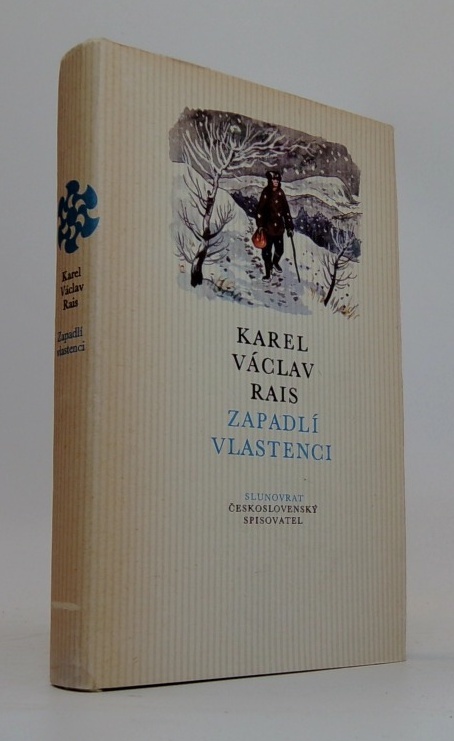 Karel
Václav
Rais
Zapadlí
vlastenci
KAREL
VÁCLAV
RAIS
ZAPADLÍ
VLASTENCI
SLUNOVRAT
ČESKOSLOVENSKÝ
SPISOVATEL